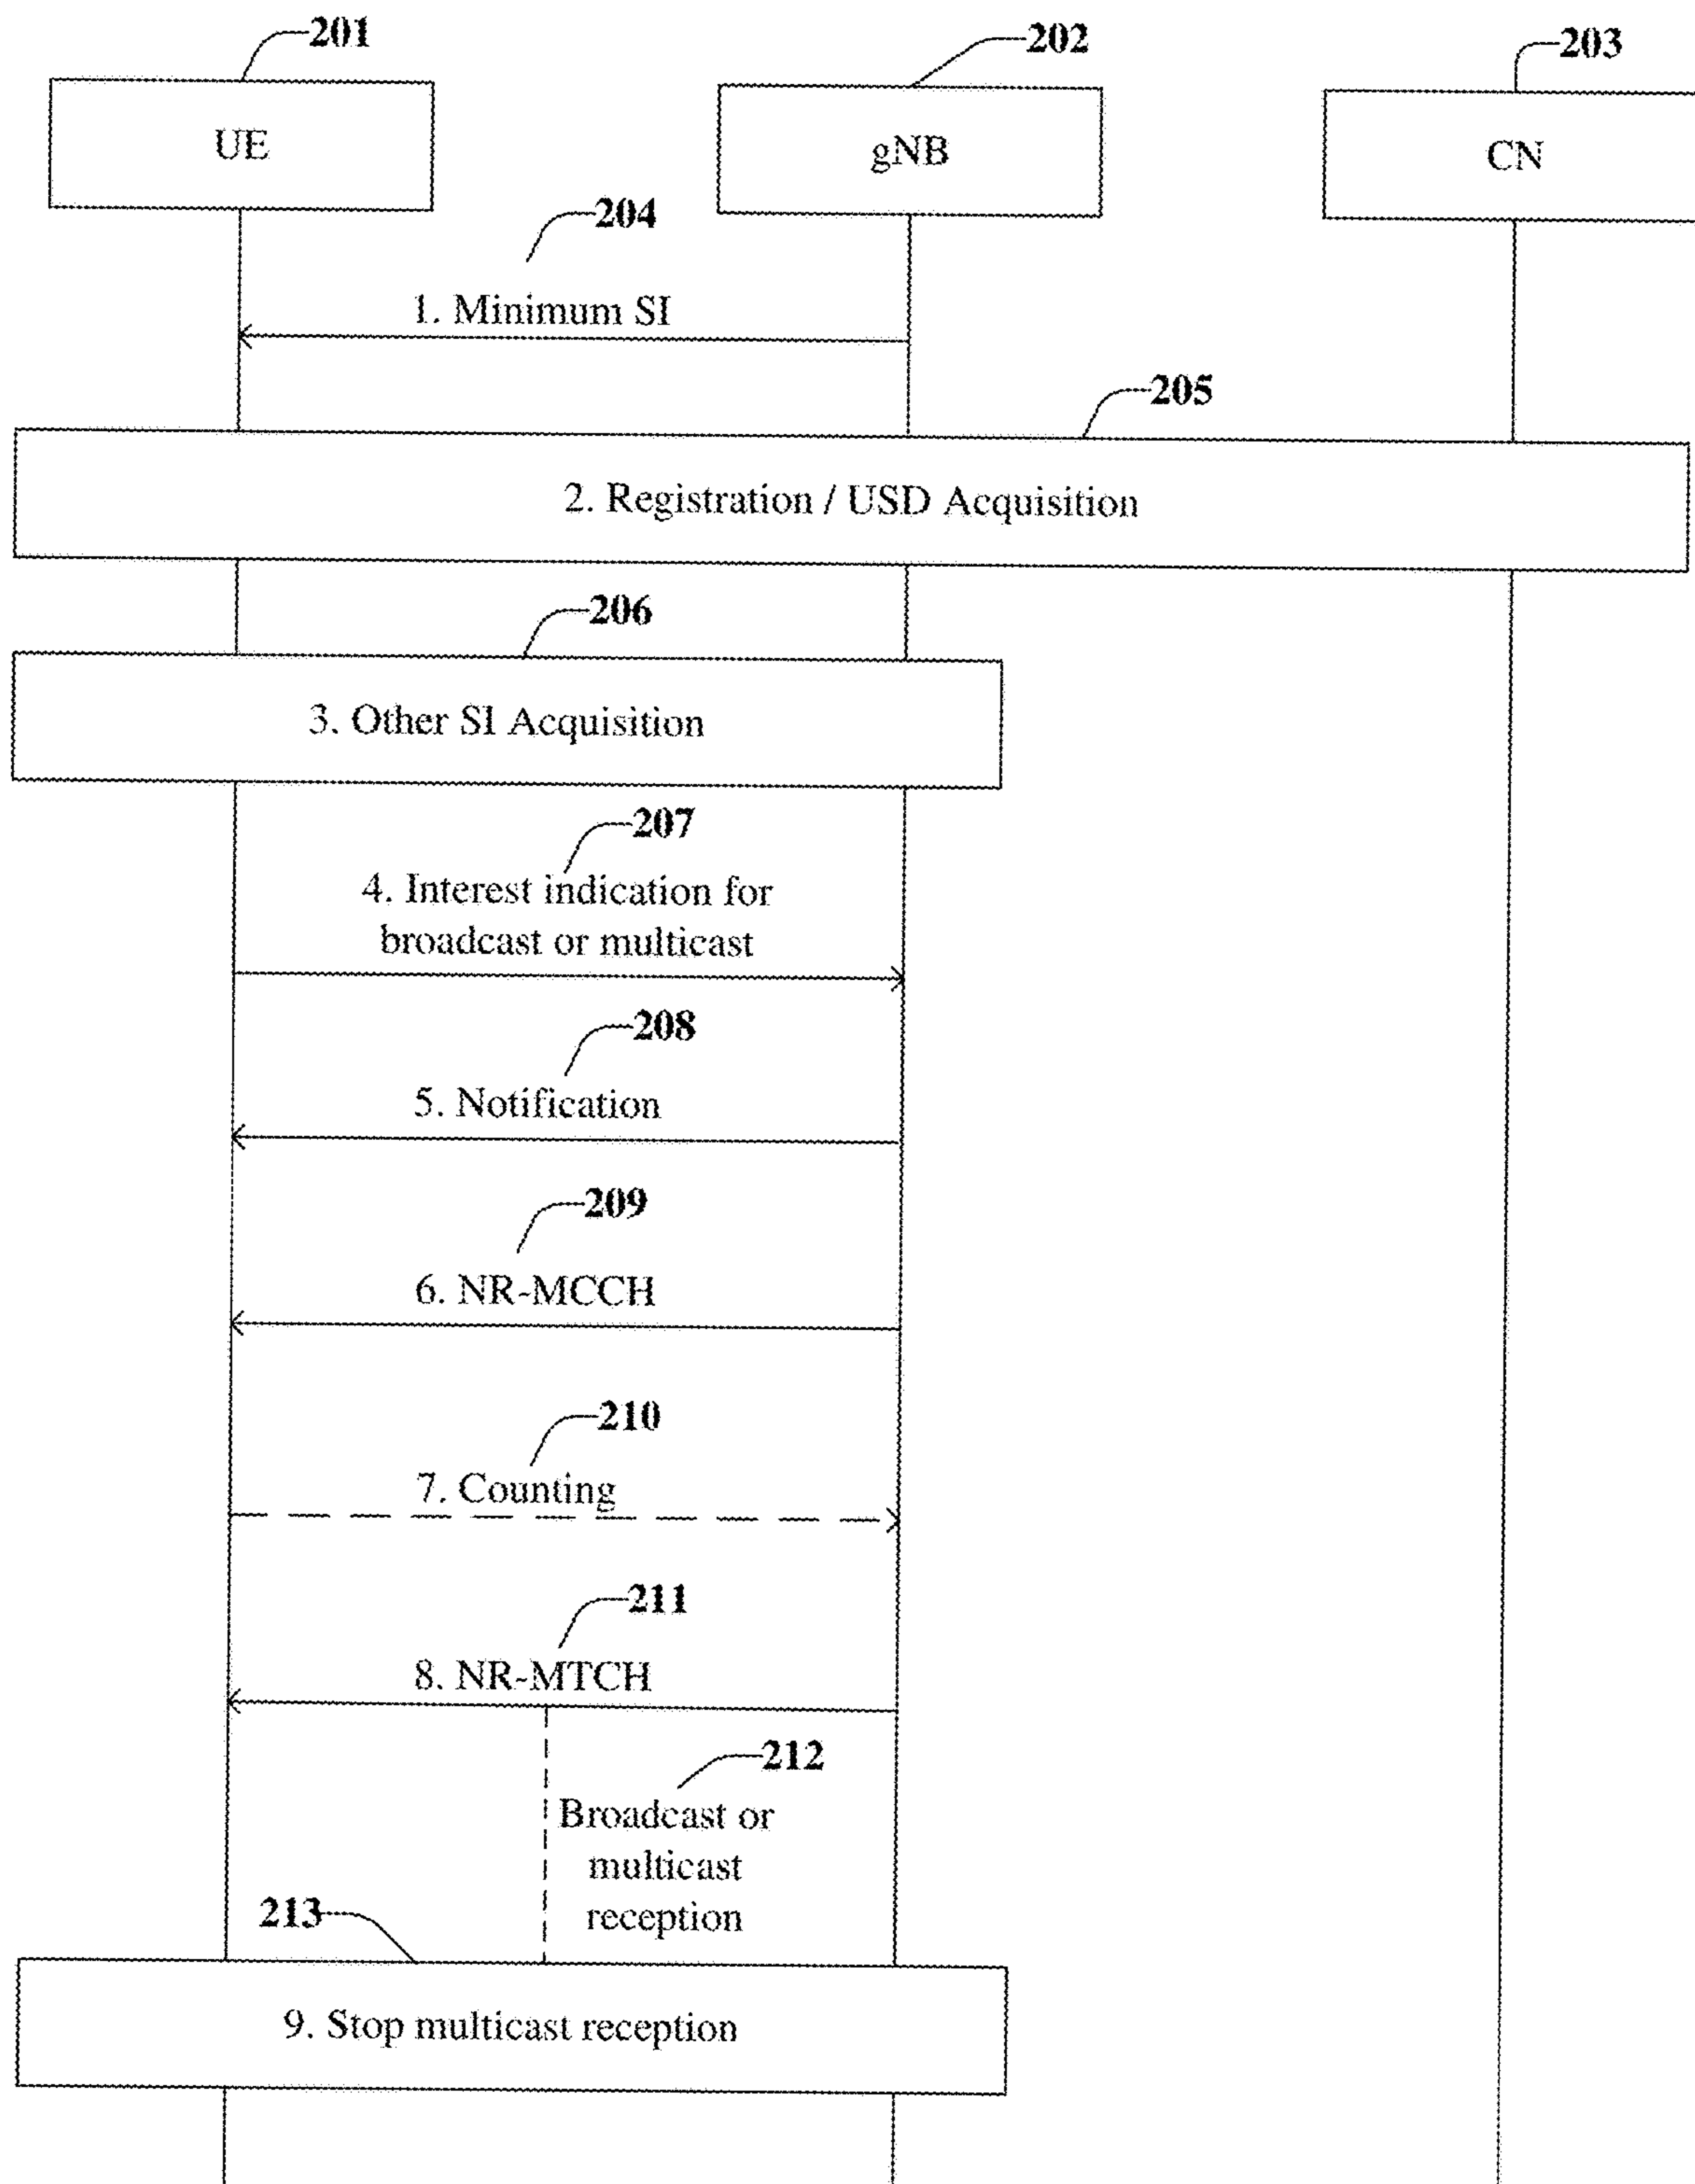 201
202
203
UE
gNB
CN
204
1. Minimum SI
205
2. Registration / USD Acquisition
206
3. Other SI Acquisition
207
4. Interest indication for
broadcast or multicast
208
5. Notification
209
6. NR-MCCH
210
7. Counting
211
8. NR-MTCH
212
Broadcast or
multicast
reception
213
9. Stop multicast reception